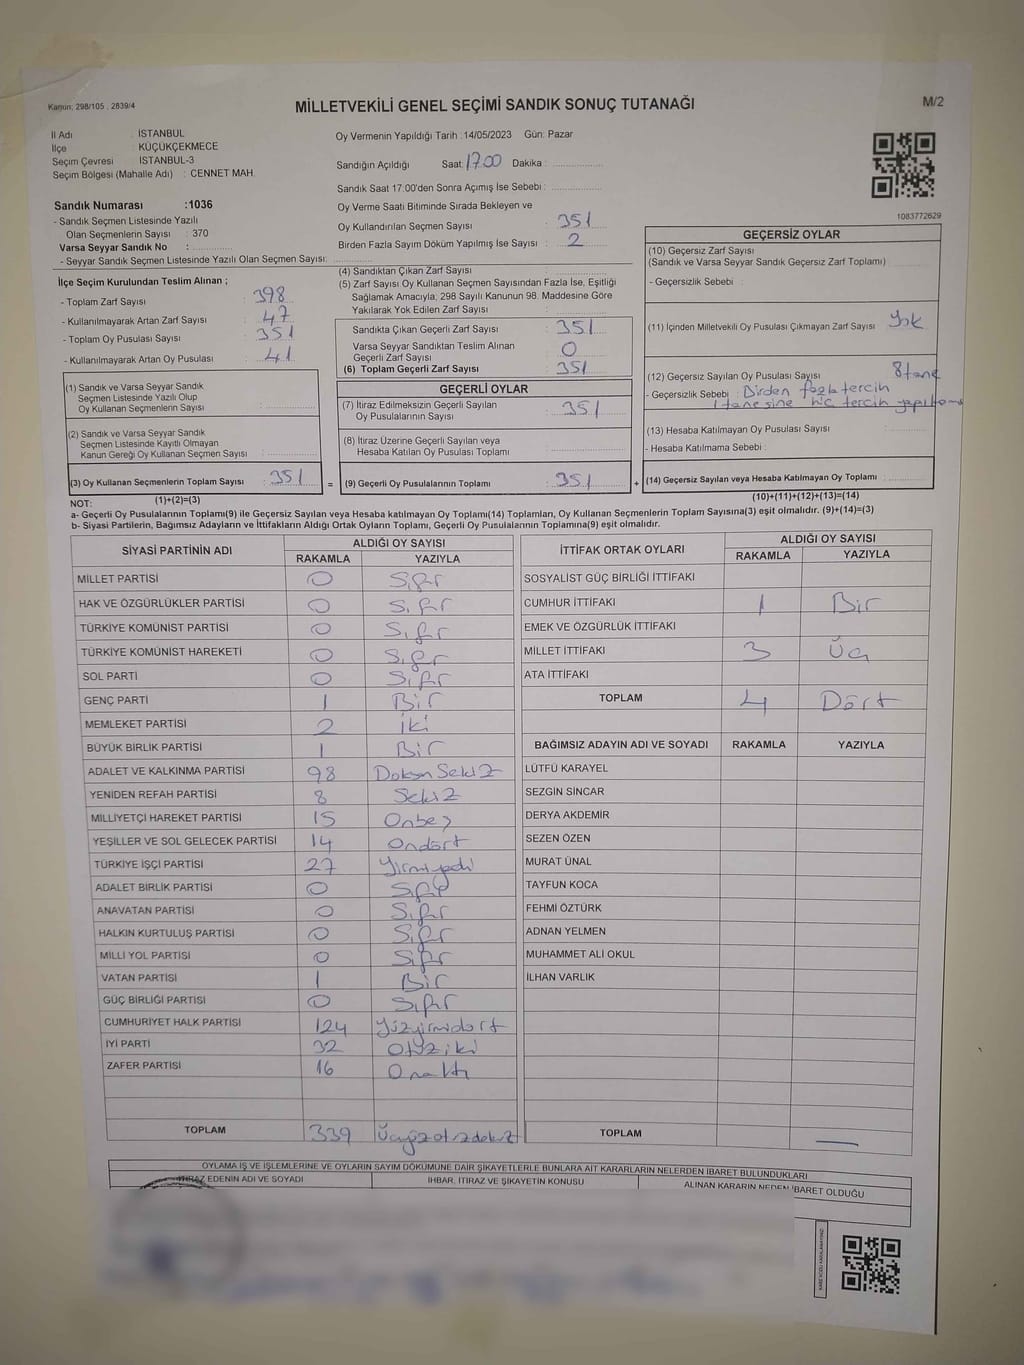 Kanun; 298/105 , 2839/4
MİLLETVEKİLİ GENEL SEÇİMİ SANDIK SONUÇ TUTANAĞI
M/2
İl Adı : İSTANBUL
İlçe : KÜÇÜKÇEKMECE
Seçim Çevresi : İSTANBUL-3
Seçim Bölgesi (Mahalle Adı) : CENNET MAH.
Oy Vermenin Yapıldığı Tarih :14/05/2023 Gün: Pazar
Sandığın Açıldığı Saat: 17.00 Dakika :
Sandık Saat 17:00'den Sonra Açımış İse Sebebi :
Sandık Numarası :1036
- Sandık Seçmen Listesinde Yazılı
Olan Seçmenlerin Sayısı : 370
Varsa Seyyar Sandık No :
- Seyyar Sandık Seçmen Listesinde Yazılı Olan Seçmen Sayısı:
Oy Verme Saati Bitiminde Sırada Bekleyen ve
Oy Kullandırılan Seçmen Sayısı : 351
Birden Fazla Sayım Döküm Yapılmış İse Sayısı : 2
1083772629
İlçe Seçim Kurulundan Teslim Alınan ;
- Toplam Zarf Sayısı : 398
- Kullanılmayarak Artan Zarf Sayısı : 47
- Toplam Oy Pusulası Sayısı : 351
- Kullanılmayarak Artan Oy Pusulası : 41
(4) Sandıktan Çıkan Zarf Sayısı :
(5) Zarf Sayısı Oy Kullanan Seçmen Sayısından Fazla İse, Eşitliği
Sağlamak Amacıyla; 298 Sayılı Kanunun 98. Maddesine Göre
Yakılarak Yok Edilen Zarf Sayısı :
Sandıkta Çıkan Geçerli Zarf Sayısı : 351
Varsa Seyyar Sandıktan Teslim Alınan
Geçerli Zarf Sayısı : 0
(6) Toplam Geçerli Zarf Sayısı : 351
GEÇERSİZ OYLAR
(10) Geçersiz Zarf Sayısı
(Sandık ve Varsa Seyyar Sandık Geçersiz Zarf Toplamı) :
- Geçersizlik Sebebi :
(11) İçinden Milletvekili Oy Pusulası Çıkmayan Zarf Sayısı : Yok
(12) Geçersiz Sayılan Oy Pusulası Sayısı : 8 tane
- Geçersizlik Sebebi : Birden fazla tercih
1 tanesine hiç tercih
(13) Hesaba Katılmayan Oy Pusulası Sayısı :
- Hesaba Katılmama Sebebi :
(1) Sandık ve Varsa Seyyar Sandık
Seçmen Listesinde Yazılı Olup
Oy Kullanan Seçmenlerin Sayısı :
(2) Sandık ve Varsa Seyyar Sandık
Seçmen Listesinde Kayıtlı Olmayan
Kanun Gereği Oy Kullanan Seçmen Sayısı :
(3) Oy Kullanan Seçmenlerin Toplam Sayısı : 351 =
GEÇERLİ OYLAR
(7) İtiraz Edilmeksizin Geçerli Sayılan
Oy Pusulalarının Sayısı : 351
(8) İtiraz Üzerine Geçerli Sayılan veya
Hesaba Katılan Oy Pusulası Toplamı :
(9) Geçerli Oy Pusulalarının Toplamı : 351 +
(14) Geçersiz Sayılan veya Hesaba Katılmayan Oy Toplamı :
NOT: (1)+(2)=(3)
(10)+(11)+(12)+(13)=(14)
a- Geçerli Oy Pusulalarının Toplamı(9) ile Geçersiz Sayılan veya Hesaba katılmayan Oy Toplamı(14) Toplamları, Oy Kullanan Seçmenlerin Toplam Sayısına(3) eşit olmalıdır. (9)+(14)=(3)
b- Siyasi Partilerin, Bağımsız Adayların ve İttifakların Aldığı Ortak Oyların Toplamı, Geçerli Oy Pusulalarının Toplamına(9) eşit olmalıdır.
SİYASİ PARTİNİN ADI ALDIĞI OY SAYISI
RAKAMLA YAZIYLA
MİLLET PARTİSİ 0 Sıfır
HAK VE ÖZGÜRLÜKLER PARTİSİ 0 Sıfır
TÜRKİYE KOMÜNİST PARTİSİ 0 Sıfır
TÜRKİYE KOMÜNİST HAREKETİ 0 Sıfır
SOL PARTİ 0 Sıfır
GENÇ PARTİ 1 Bir
MEMLEKET PARTİSİ 2 iki
BÜYÜK BİRLİK PARTİSİ 1 Bir
ADALET VE KALKINMA PARTİSİ 98 Doksan Sekiz
YENİDEN REFAH PARTİSİ 8 Sekiz
MİLLİYETÇİ HAREKET PARTİSİ 15 Onbeş
YEŞİLLER VE SOL GELECEK PARTİSİ 14 Ondört
TÜRKİYE İŞÇİ PARTİSİ 27 Yirmiyedi
ADALET BİRLİK PARTİSİ 0 Sıfır
ANAVATAN PARTİSİ 0 Sıfır
HALKIN KURTULUŞ PARTİSİ 0 Sıfır
MİLLİ YOL PARTİSİ 0 Sıfır
VATAN PARTİSİ 1 Bir
GÜÇ BİRLİĞİ PARTİSİ 0 Sıfır
CUMHURİYET HALK PARTİSİ 124 Yüzyirmidört
İYİ PARTİ 32 Otuziki
ZAFER PARTİSİ 16 Onaltı
TOPLAM 339
İTTİFAK ORTAK OYLARI ALDIĞI OY SAYISI
RAKAMLA YAZIYLA
SOSYALİST GÜÇ BİRLİĞİ İTTİFAKI
CUMHUR İTTİFAKI 1 Bir
EMEK VE ÖZGÜRLÜK İTTİFAKI
MİLLET İTTİFAKI 3 Üç
ATA İTTİFAKI
TOPLAM 4 Dört
BAĞIMSIZ ADAYIN ADI VE SOYADI RAKAMLA YAZIYLA
LÜTFÜ KARAYEL
SEZGİN SİNCAR
DERYA AKDEMİR
SEZEN ÖZEN
MURAT ÜNAL
TAYFUN KOCA
FEHMİ ÖZTÜRK
ADNAN YELMEN
MUHAMMET ALİ OKUL
İLHAN VARLIK
TOPLAM
OYLAMA İŞ VE İŞLEMLERİNE VE OYLARIN SAYIM DÖKÜMÜNE DAİR ŞİKAYETLERLE BUNLARA AİT KARARLARIN NELERDEN İBARET BULUNDUKLARI
İTİRAZ EDENİN ADI VE SOYADI İHBAR, İTİRAZ VE ŞİKAYETİN KONUSU ALINAN KARARIN NEDEN İBARET OLDUĞU